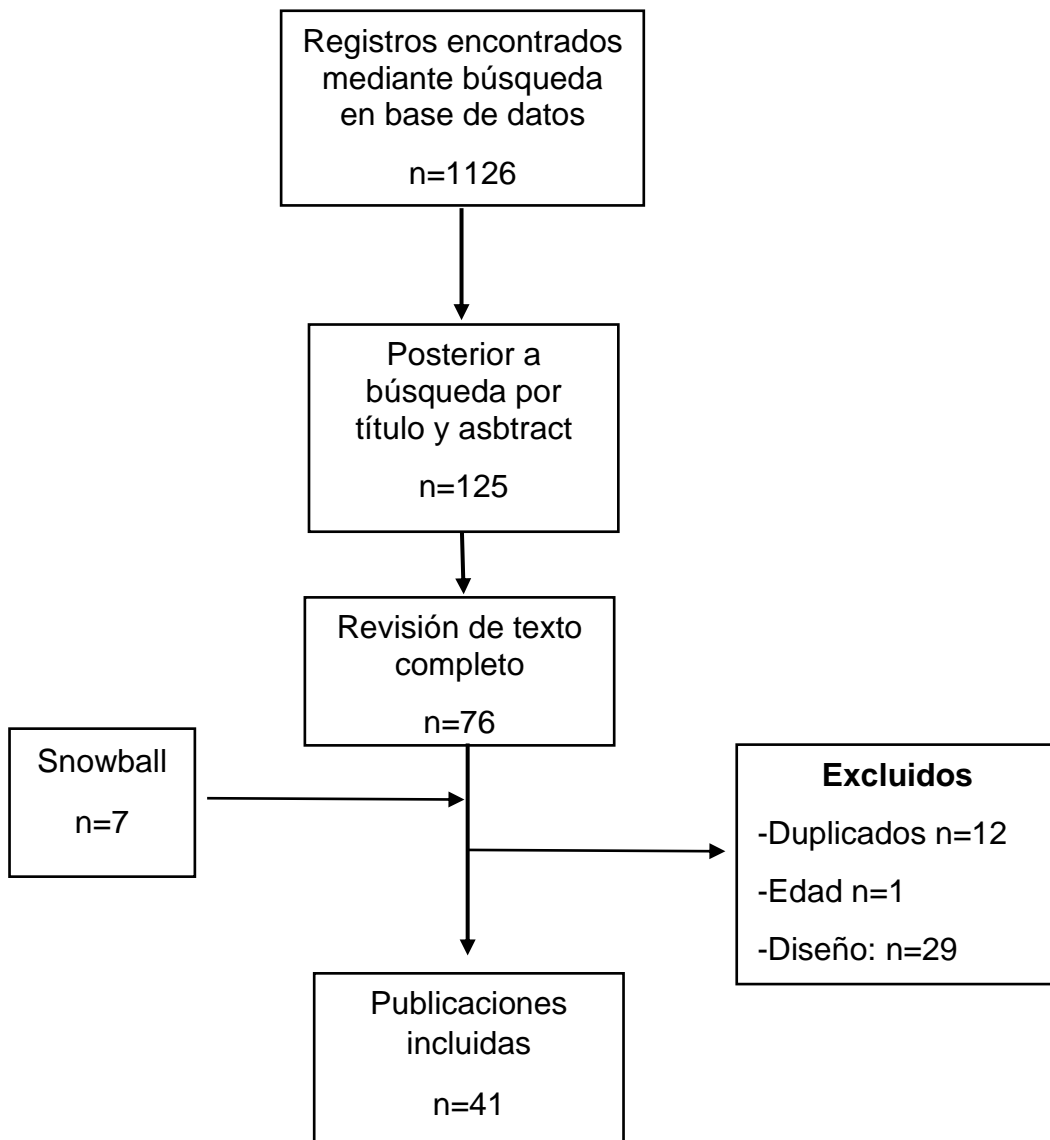 Registros encontrados
mediante búsqueda
en base de datos
n=1126
Posterior a
búsqueda por
título y asbtract
n=125
Revisión de texto
completo
n=76
Snowball
n=7
Excluidos
-Duplicados n=12
-Edad n=1
-Diseño: n=29
Publicaciones
incluidas
n=41